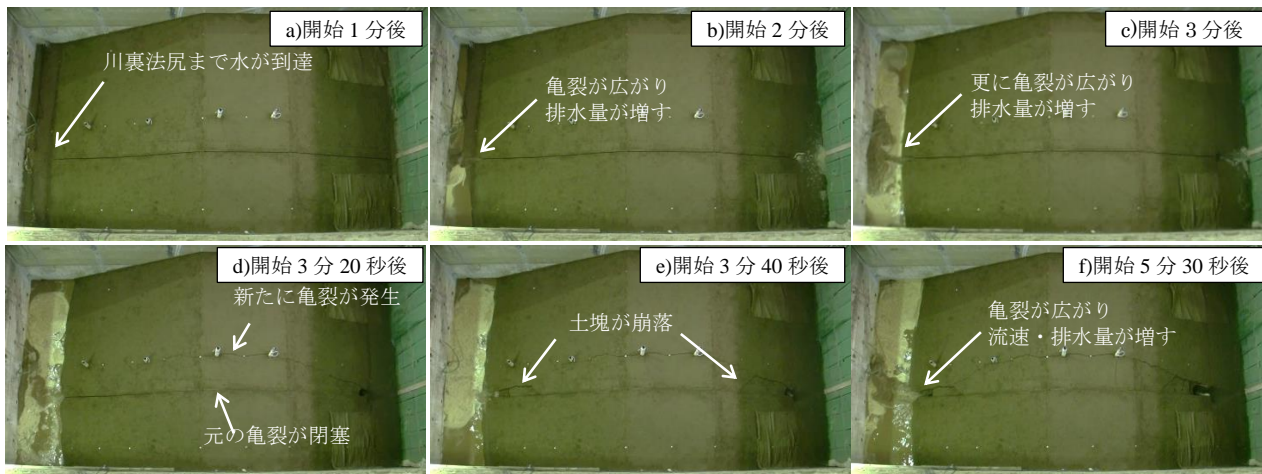 a)開始 1 分後
川裏法尻まで水が到達
b)開始 2 分後
亀裂が広がり
排水量が増す
c)開始 3 分後
更に亀裂が広がり
排水量が増す
d)開始 3 分 20 秒後
新たに亀裂が発生
元の亀裂が閉塞
e)開始 3 分 40 秒後
土塊が崩落
f)開始 5 分 30 秒後
亀裂が広がり
流速・排水量が増す